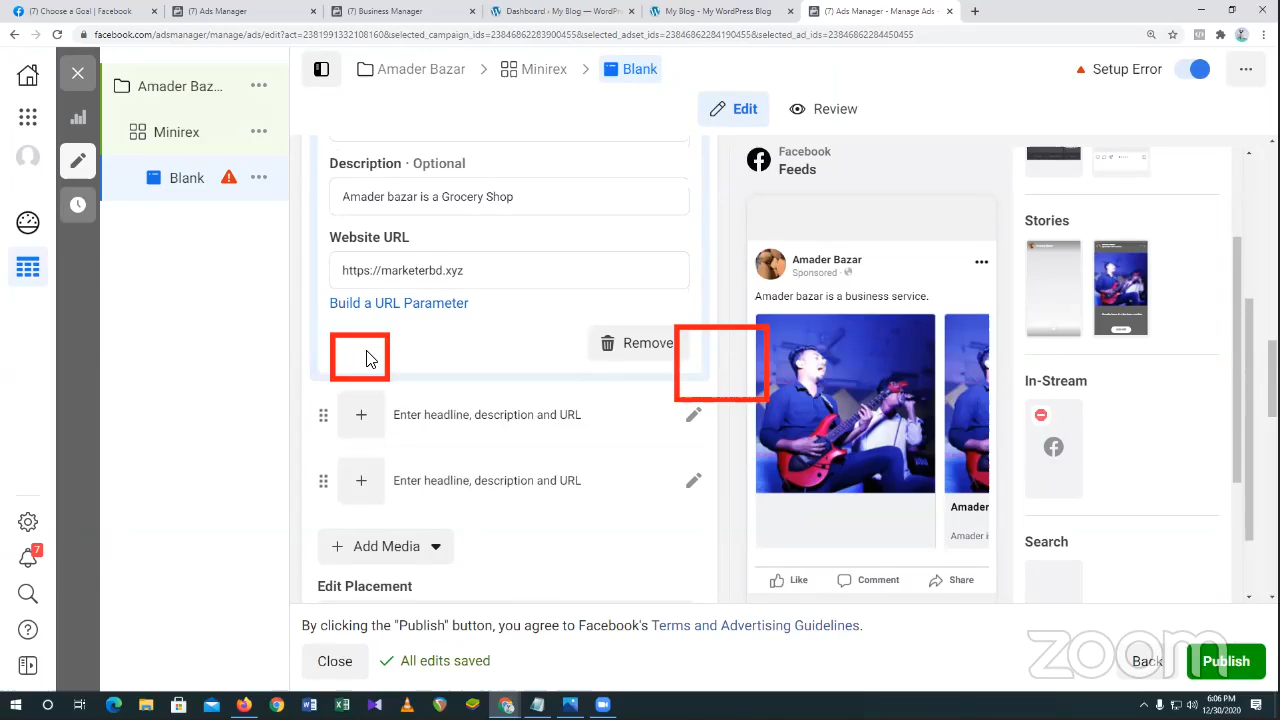 (7) Choose a Goal | Facebook
(7) Ads Manager
(7) Business Manager
Dashboard ‹ My Blog — WordPre
My Blog – My WordPress Blog
(7) Ads Manager - Manage Ads -
facebook.com/adsmanager/manage/ads/edit?act=2381991332108160&selected_campaign_ids=23846862283900455&selected_adset_ids=23846862284190455&selected_ad_ids=23846862284450455
Amader Baz...
Minirex
Blank
Amader Bazar
Minirex
Blank
Setup Error
Edit
Review
Description · Optional
Amader bazar is a Grocery Shop
Website URL
https://marketerbd.xyz
Build a URL Parameter
Remove
Enter headline, description and URL
Enter headline, description and URL
Add Media
Edit Placement
Facebook
Feeds
Amader Bazar
Sponsored ·
Amader bazar is a business service.
Amader
Amader i
Like
Comment
Share
Stories
In-Stream
Search
By clicking the "Publish" button, you agree to Facebook's Terms and Advertising Guidelines.
Close
All edits saved
Back
Publish
zoom
7
6:06 PM
12/30/2020